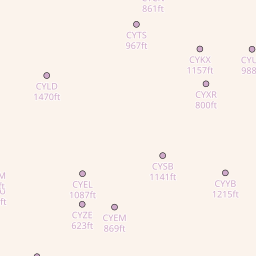 861ft
CYTS
967ft
CYKX
1157ft
988
CYLD
1470ft
CYXR
800ft
CYSB
1141ft
CYEL
1087ft
CYYB
1215ft
CYZE
623ft
CYEM
869ft